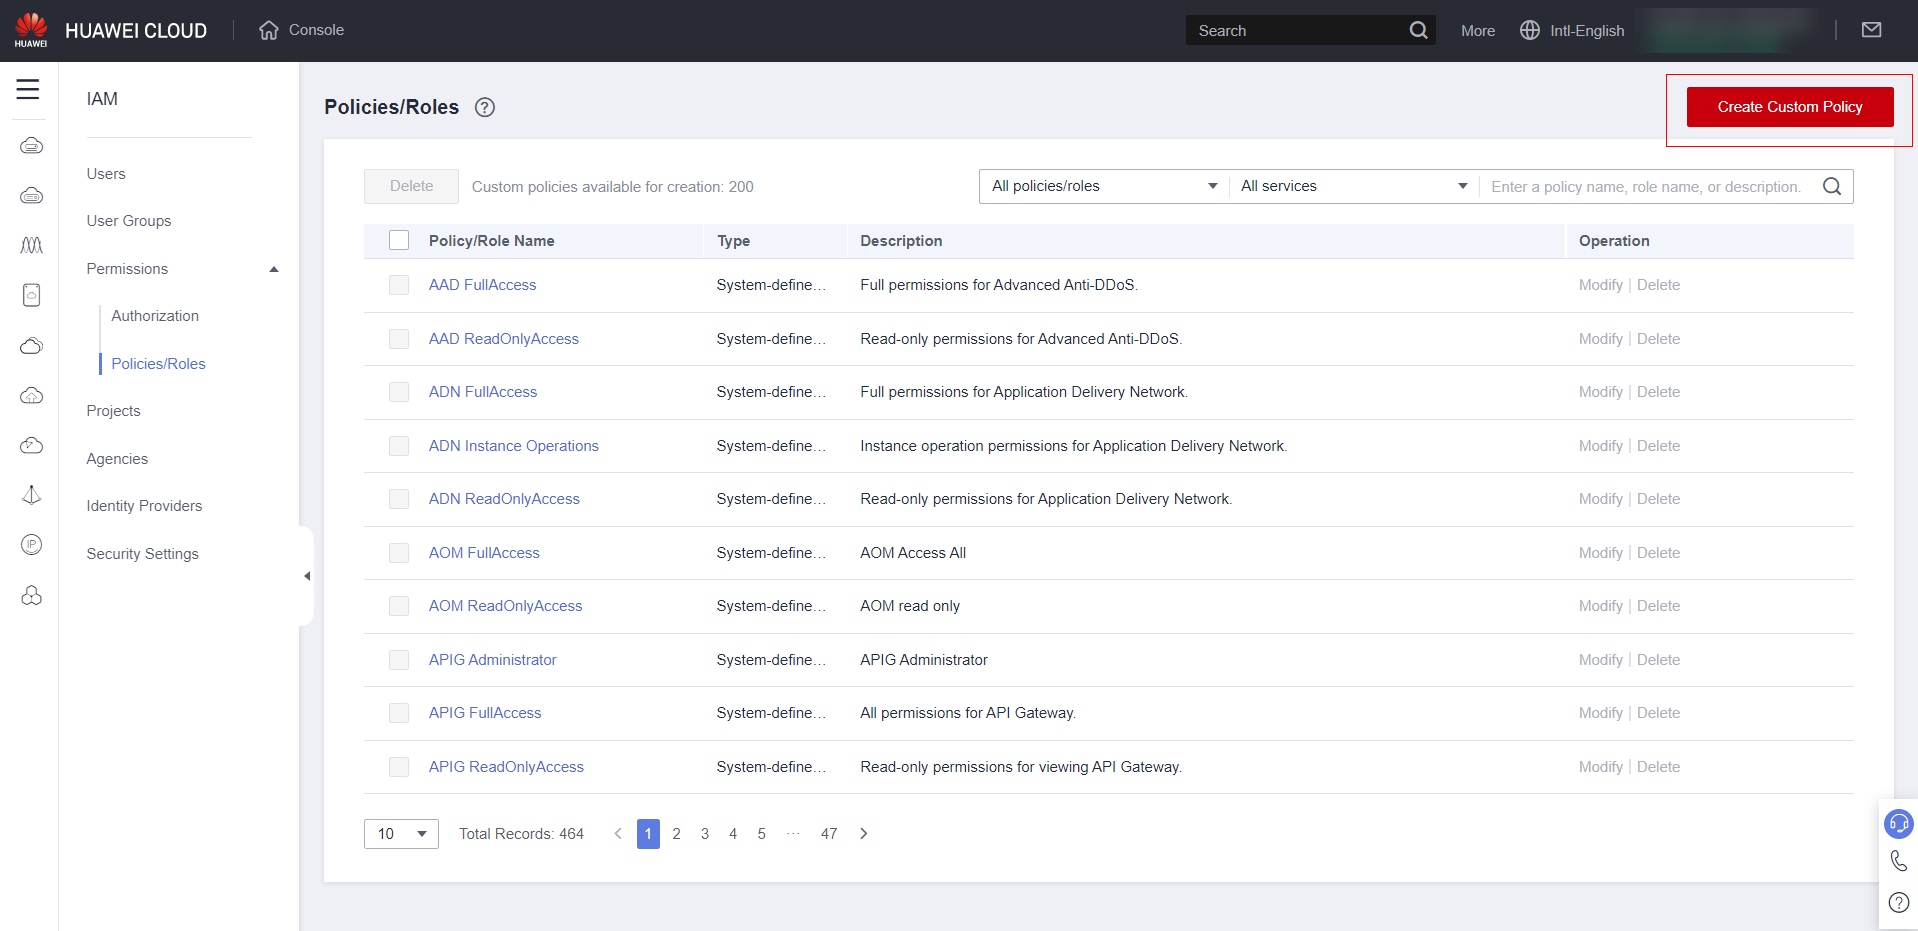 HUAWEI
HUAWEI CLOUD
Console
Search
More
Intl-English
IAM
Users
User Groups
Permissions
Authorization
Policies/Roles
Projects
Agencies
Identity Providers
Security Settings
Policies/Roles ?
Create Custom Policy
Delete
Custom policies available for creation: 200
All policies/roles
All services
Enter a policy name, role name, or description.
Policy/Role Name Type Description Operation
AAD FullAccess System-define... Full permissions for Advanced Anti-DDoS. Modify | Delete
AAD ReadOnlyAccess System-define... Read-only permissions for Advanced Anti-DDoS. Modify | Delete
ADN FullAccess System-define... Full permissions for Application Delivery Network. Modify | Delete
ADN Instance Operations System-define... Instance operation permissions for Application Delivery Network. Modify | Delete
ADN ReadOnlyAccess System-define... Read-only permissions for Application Delivery Network. Modify | Delete
AOM FullAccess System-define... AOM Access All Modify | Delete
AOM ReadOnlyAccess System-define... AOM read only Modify | Delete
APIG Administrator System-define... APIG Administrator Modify | Delete
APIG FullAccess System-define... All permissions for API Gateway. Modify | Delete
APIG ReadOnlyAccess System-define... Read-only permissions for viewing API Gateway. Modify | Delete
10 Total Records: 464 < 1 2 3 4 5 ... 47 >
IP
?